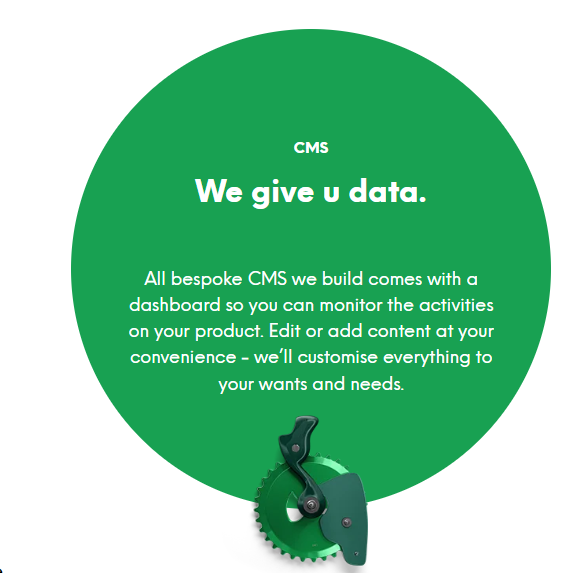 CMS
We give u data.
All bespoke CMS we build comes with a
dashboard so you can monitor the activities
on your product. Edit or add content at your
convenience - we’ll customise everything to
your wants and needs.